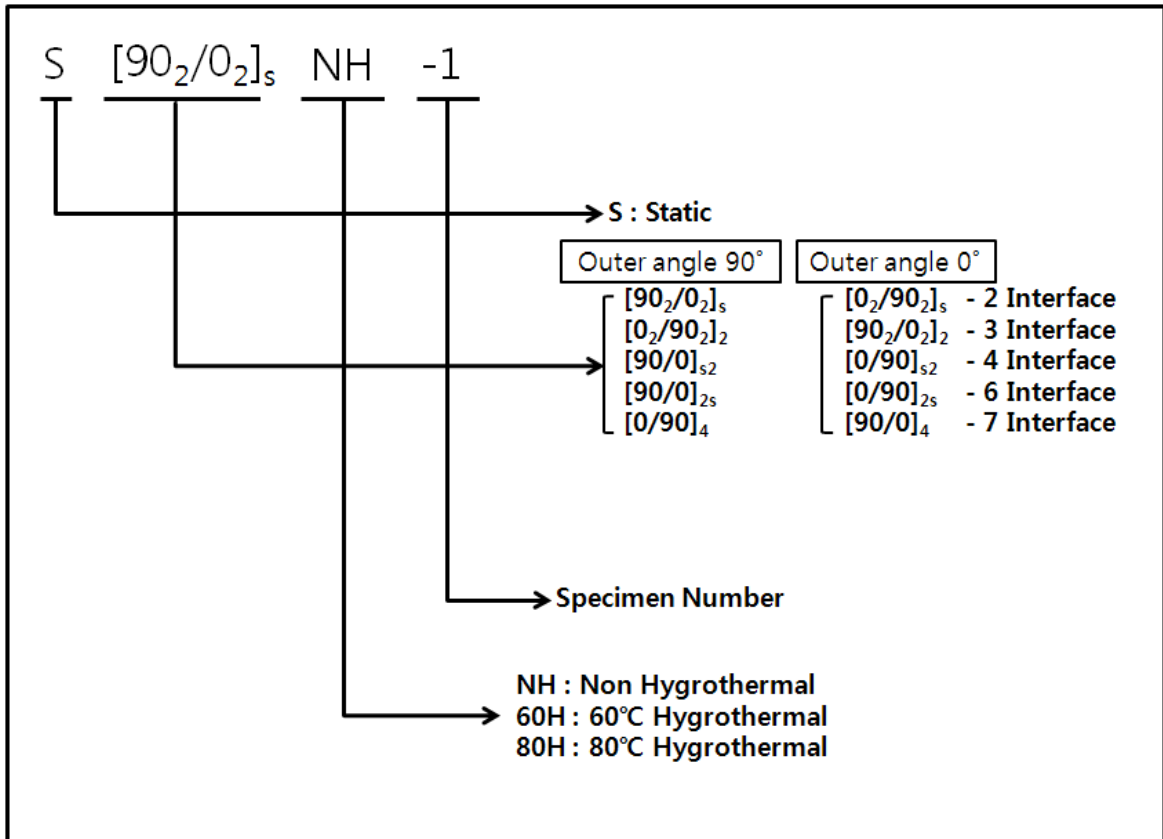 S [90₂/0₂]ₛ NH -1
S : Static
Outer angle 90˚ Outer angle 0˚
[90₂/0₂]ₛ [0₂/90₂]ₛ - 2 Interface
[0₂/90₂]₂ [90₂/0₂]₂ - 3 Interface
[90/0]ₛ₂ [0/90]ₛ₂ - 4 Interface
[90/0]₂ₛ [0/90]₂ₛ - 6 Interface
[0/90]₄ [90/0]₄ - 7 Interface
Specimen Number
NH : Non Hygrothermal
60H : 60℃ Hygrothermal
80H : 80℃ Hygrothermal